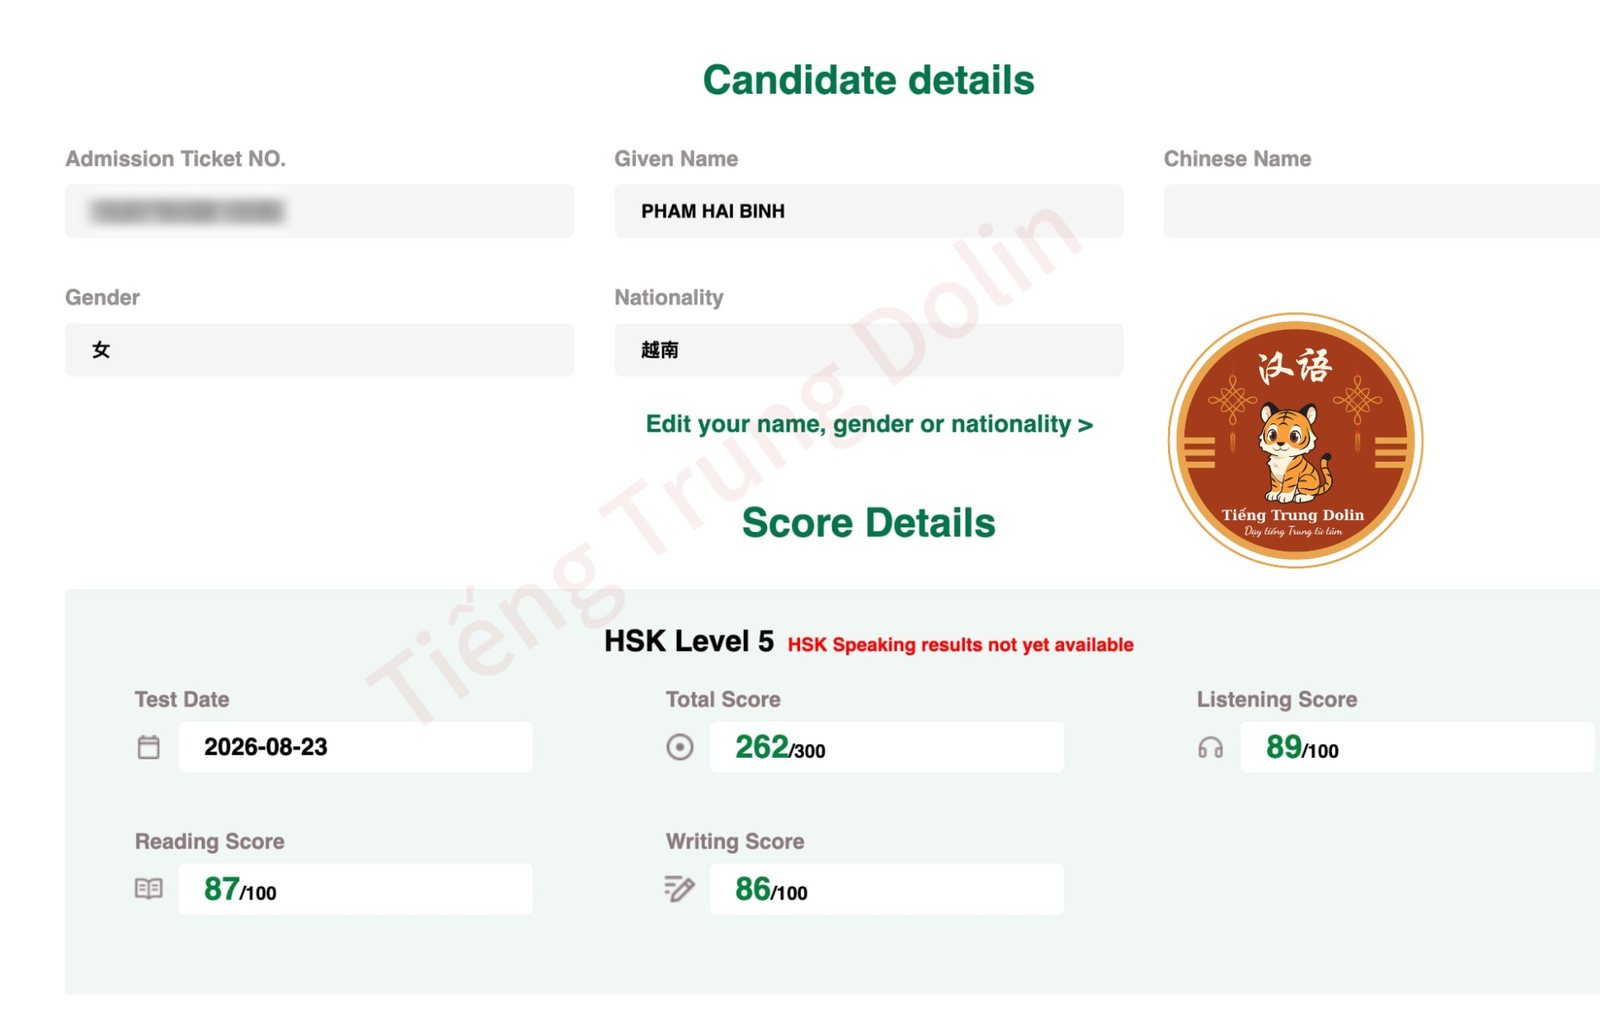 Candidate details
Admission Ticket NO.
Given Name
Chinese Name
PHAM HAI BINH
Gender
Nationality
女
越南
Edit your name, gender or nationality >
汉语
Tiếng Trung Dolin
Dạy tiếng Trung từ tâm
Tiếng Trung Dolin
Score Details
HSK Level 5 HSK Speaking results not yet available
Test Date
Total Score
Listening Score
2026-08-23
262/300
89/100
Reading Score
Writing Score
87/100
86/100